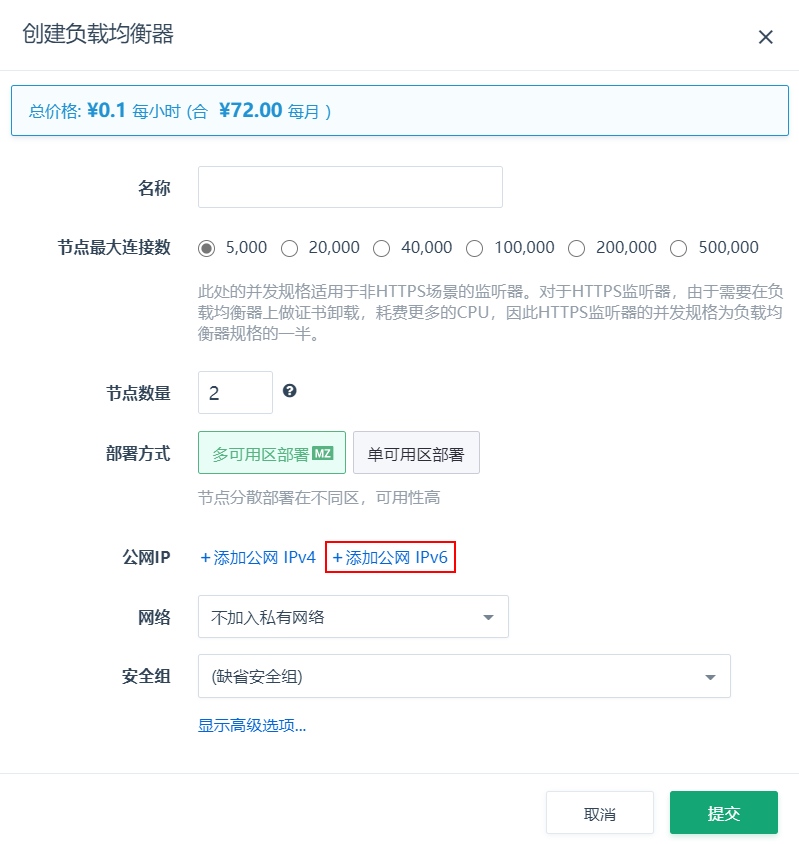 创建负载均衡器
总价格: ¥0.1 每小时 (合 ¥72.00 每月 )
名称
节点最大连接数 5,000 20,000 40,000 100,000 200,000 500,000
此处的并发规格适用于非HTTPS场景的监听器。对于HTTPS监听器，由于需要在负
载均衡器上做证书卸载，耗费更多的CPU，因此HTTPS监听器的并发规格为负载均
衡器规格的一半。
节点数量 2 ?
部署方式 多可用区部署 MZ 单可用区部署
节点分散部署在不同区，可用性高
公网IP +添加公网 IPv4 +添加公网 IPv6
网络 不加入私有网络
安全组 (缺省安全组)
显示高级选项...
取消 提交